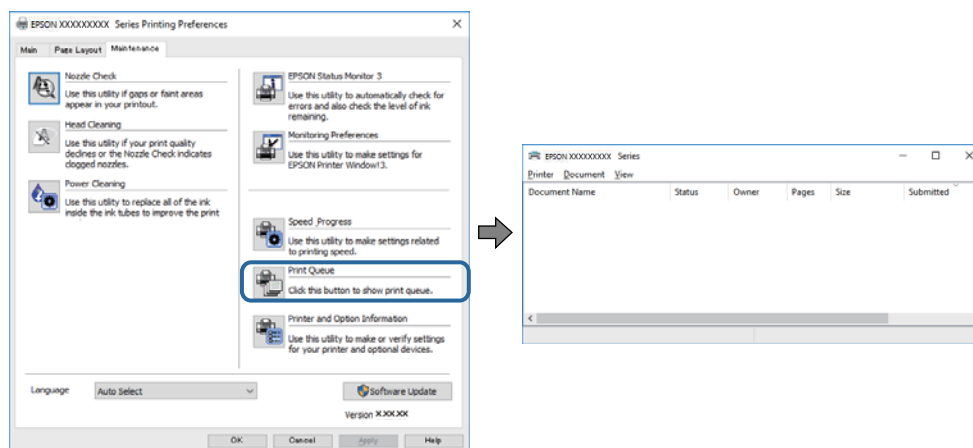 EPSON XXXXXXXXX Series Printing Preferences
Main Page Layout Maintenance
Nozzle Check
Use this utility if gaps or faint areas
appear in your printout.
Head Cleaning
Use this utility if your print quality
declines or the Nozzle Check indicates
clogged nozzles.
Power Cleaning
Use this utility to replace all of the ink
inside the ink tubes to improve the print
EPSON Status Monitor 3
Use this utility to automatically check for
errors and also check the level of ink
remaining.
Monitoring Preferences
Use this utility to make settings for
EPSON Printer Window!3.
Speed Progress
Use this utility to make settings related
to printing speed.
Print Queue
Click this button to show print queue.
Printer and Option Information
Use this utility to make or verify settings
for your printer and optional devices.
Language Auto Select
Software Update
Version X.XX.XX
OK Cancel Apply Help
EPSON XXXXXXXXX Series
Printer Document View
Document Name Status Owner Pages Size Submitted